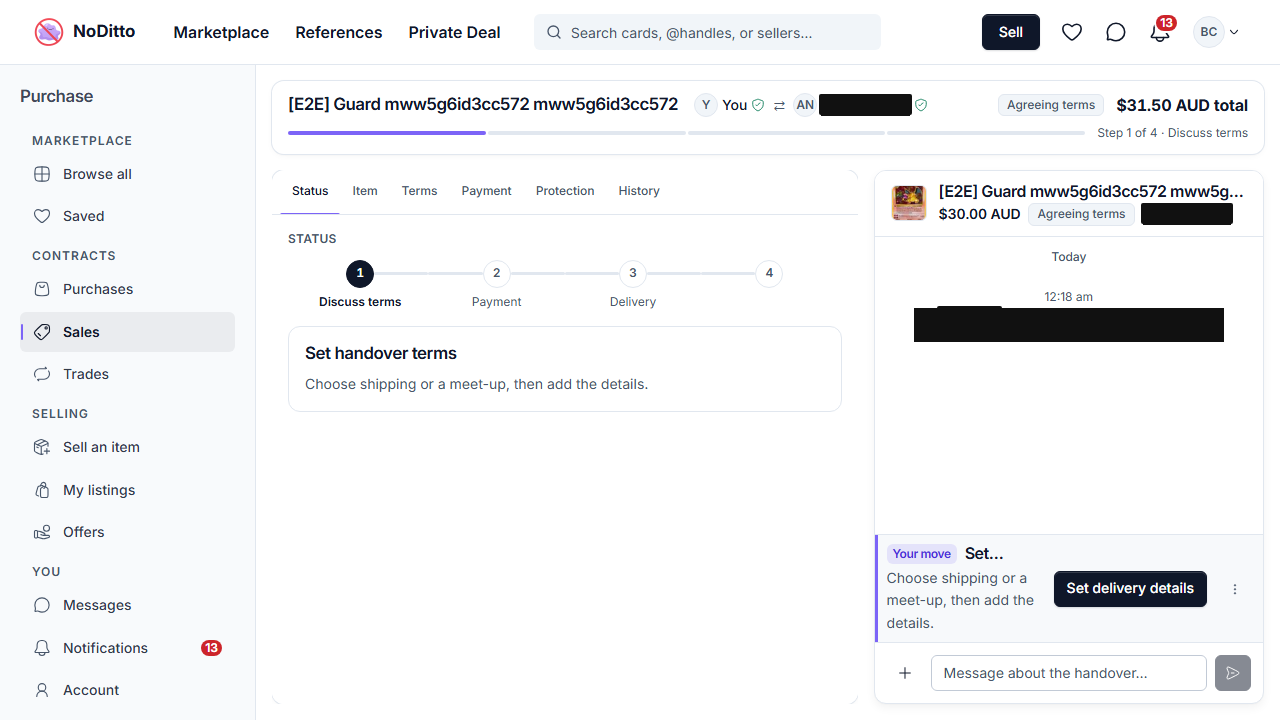 NoDitto
Marketplace
References
Private Deal
Search cards, @handles, or sellers...
Sell
13
BC
Purchase
MARKETPLACE
Browse all
Saved
CONTRACTS
Purchases
Sales
Trades
SELLING
Sell an item
My listings
Offers
YOU
Messages
Notifications
13
Account
[E2E] Guard mww5g6id3cc572 mww5g6id3cc572
Y
You
AN
Agreeing terms
$31.50 AUD total
Step 1 of 4 · Discuss terms
Status
Item
Terms
Payment
Protection
History
STATUS
1
2
3
4
Discuss terms
Payment
Delivery
Set handover terms
Choose shipping or a meet-up, then add the details.
[E2E] Guard mww5g6id3cc572 mww5g...
$30.00 AUD
Agreeing terms
Today
12:18 am
Your move
Set...
Choose shipping or a
meet-up, then add the
details.
Set delivery details
Message about the handover...